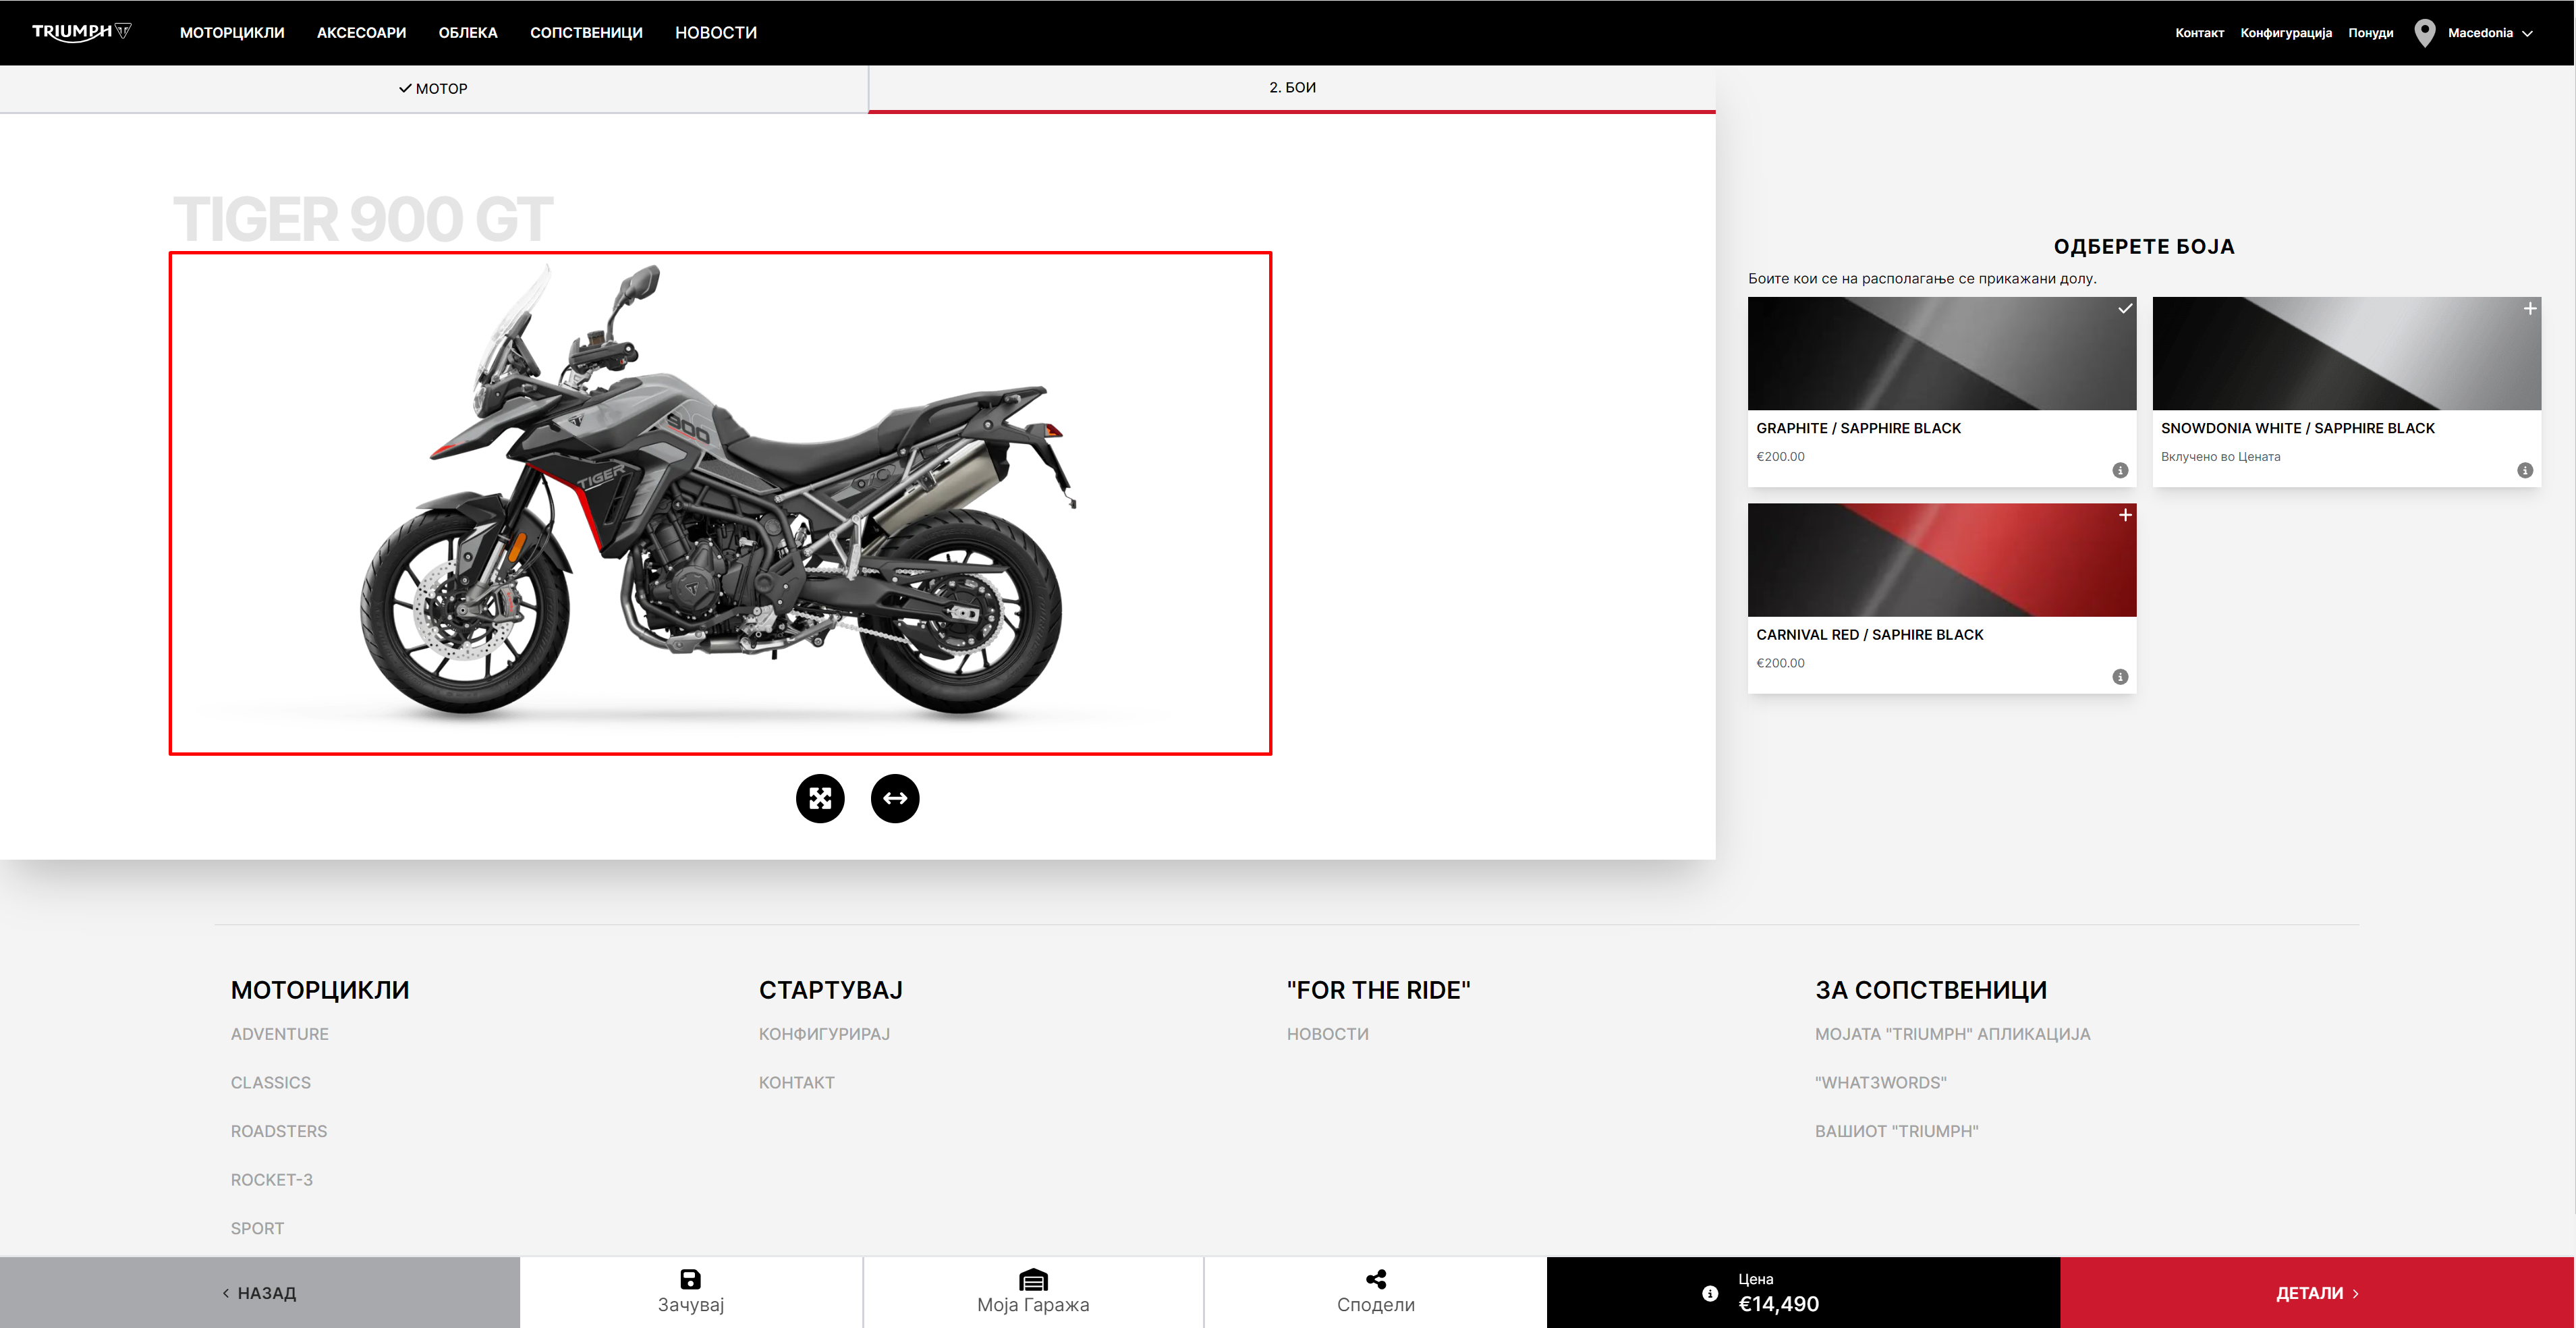 TRIUMPH
МОТОРЦИКЛИ
АКСЕСОАРИ
ОБЛЕКА
СОПСТВЕНИЦИ
НОВОСТИ
Контакт
Конфигурација
Понуди
Macedonia
МОТОР
2. БОИ
TIGER 900 GT
900
TIGER
ОДБЕРЕТЕ БОЈА
Боите кои се на располагање се прикажани долу.
GRAPHITE / SAPPHIRE BLACK
€200.00
SNOWDONIA WHITE / SAPPHIRE BLACK
Вклучено во Цената
CARNIVAL RED / SAPHIRE BLACK
€200.00
МОТОРЦИКЛИ
ADVENTURE
CLASSICS
ROADSTERS
ROCKET-3
SPORT
СТАРТУВАЈ
КОНФИГУРИРАЈ
КОНТАКТ
"FOR THE RIDE"
НОВОСТИ
ЗА СОПСТВЕНИЦИ
МОЈАТА "TRIUMPH" АПЛИКАЦИЈА
"WHAT3WORDS"
ВАШИОТ "TRIUMPH"
НАЗАД
Зачувај
Моја Гаража
Сподели
Цена
€14,490
ДЕТАЛИ